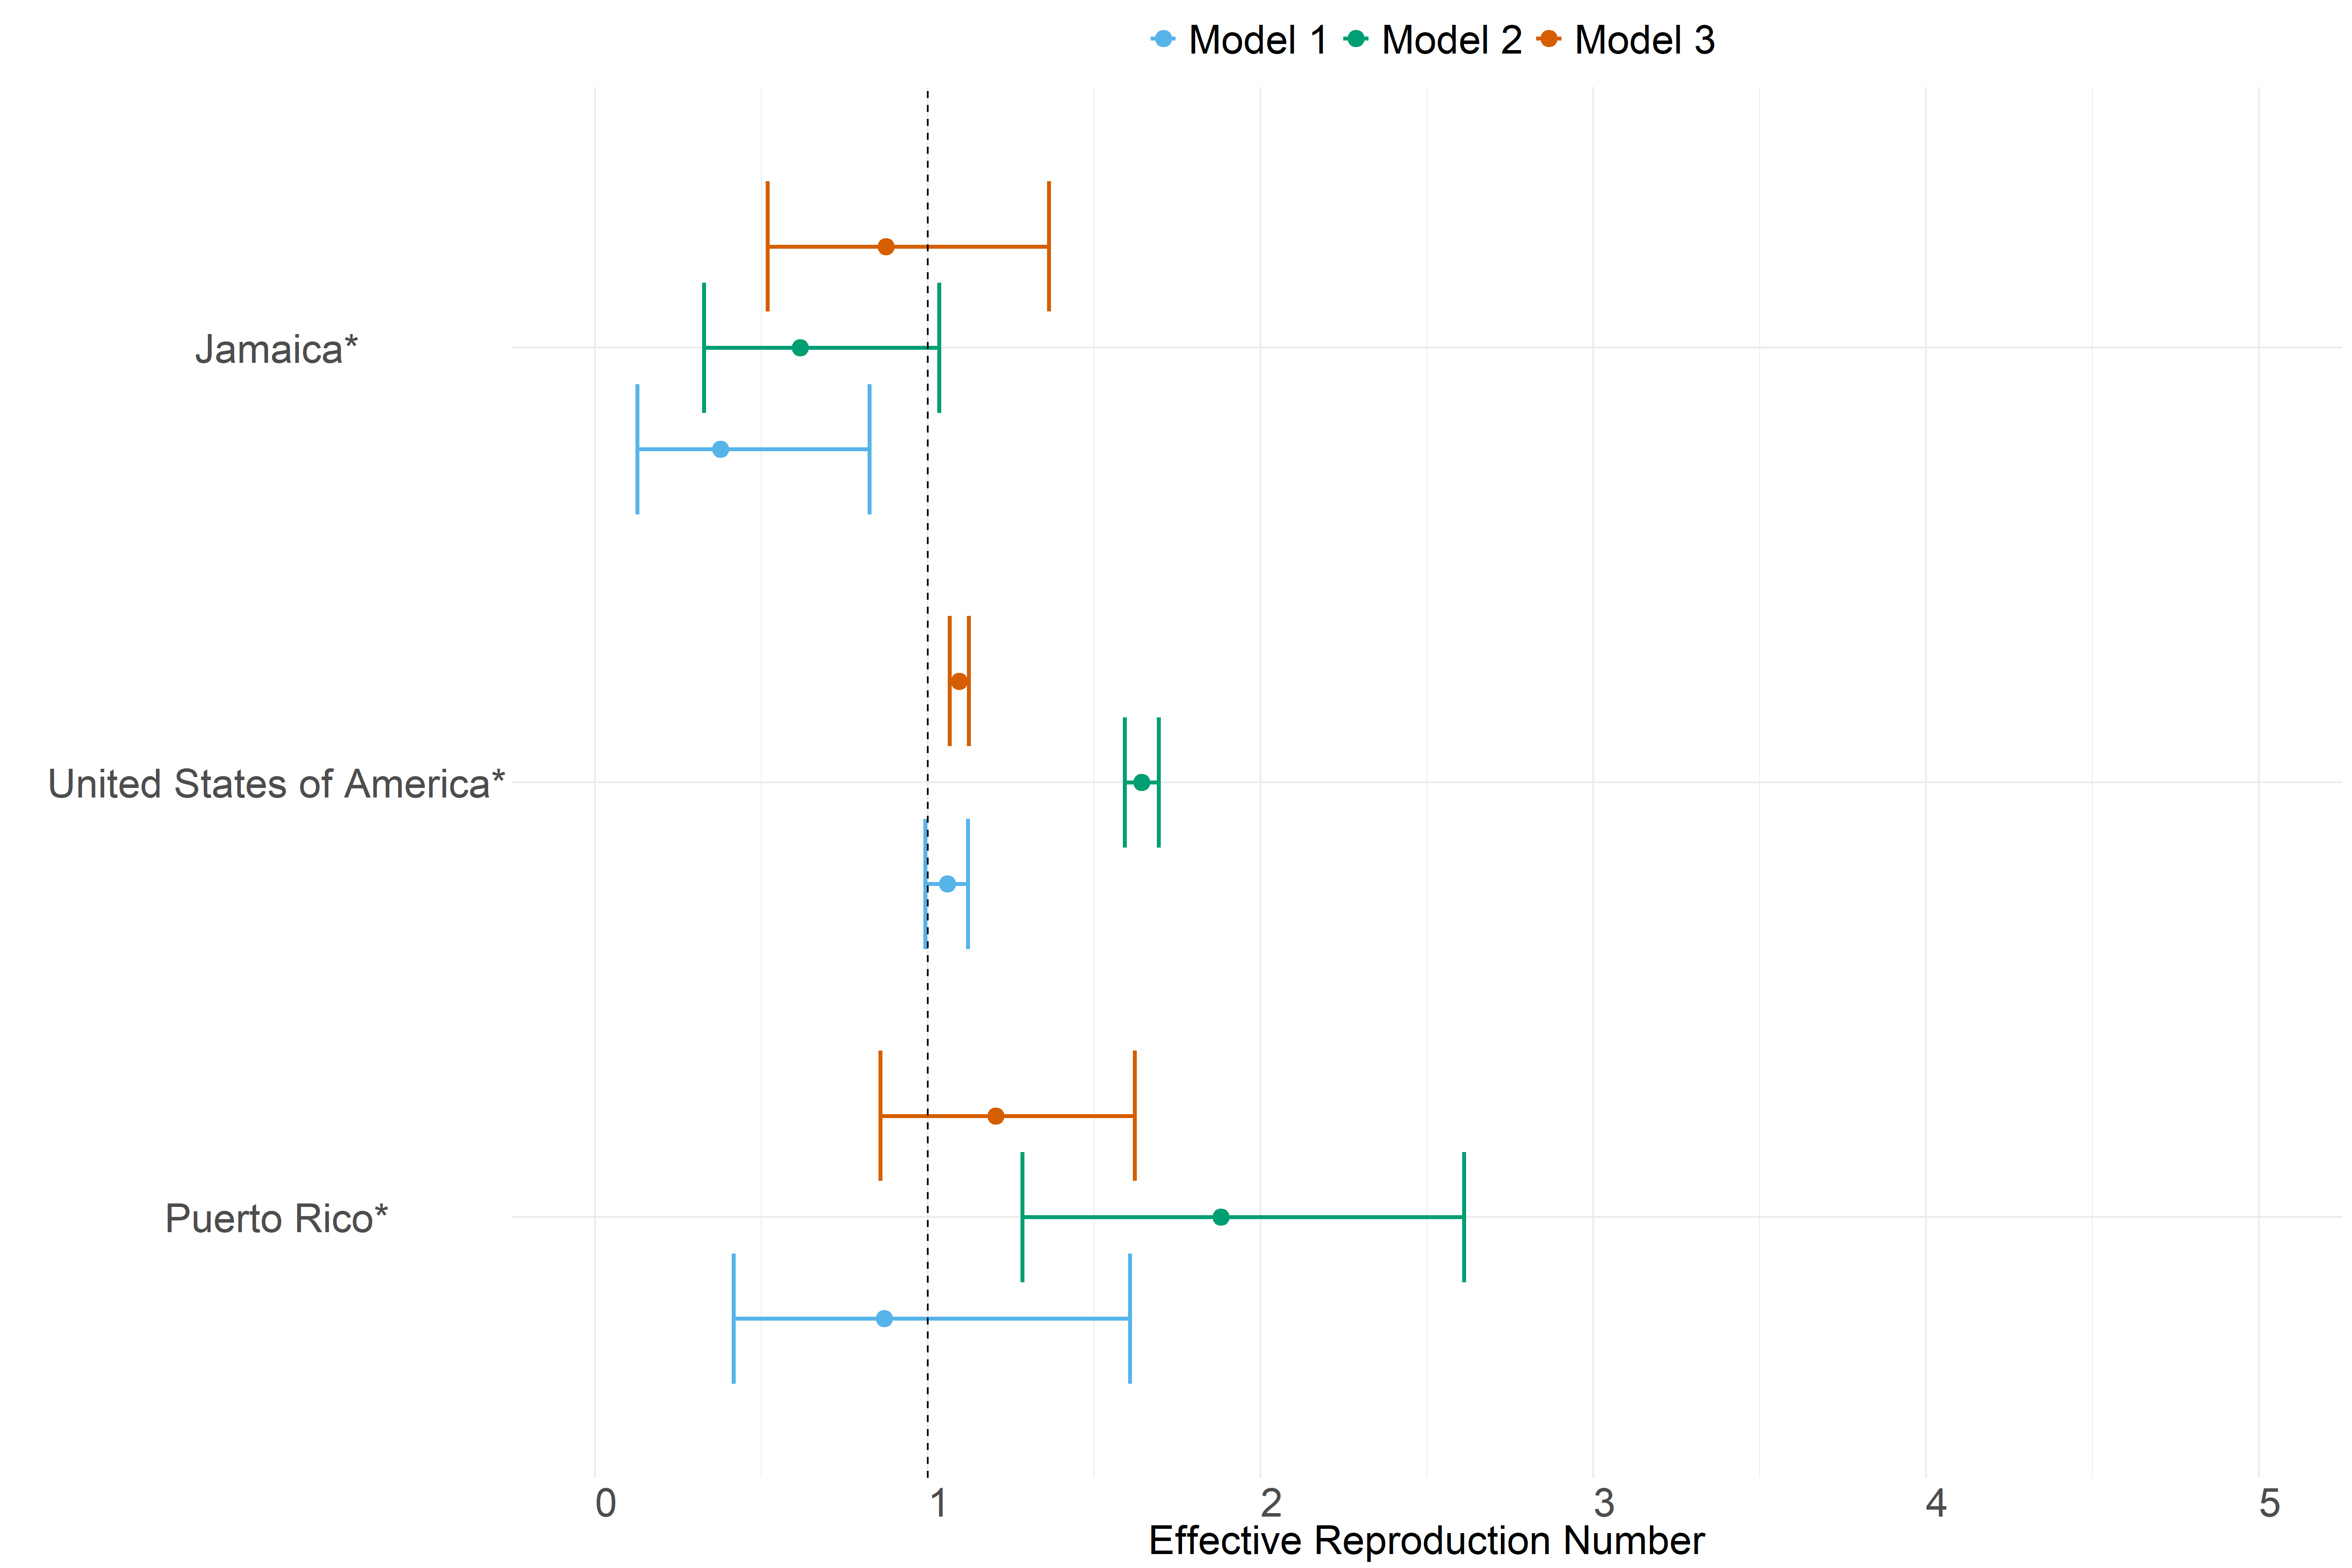 Model 1 Model 2 Model 3
Jamaica*
United States of America*
Puerto Rico*
0 1 2 3 4 5
Effective Reproduction Number